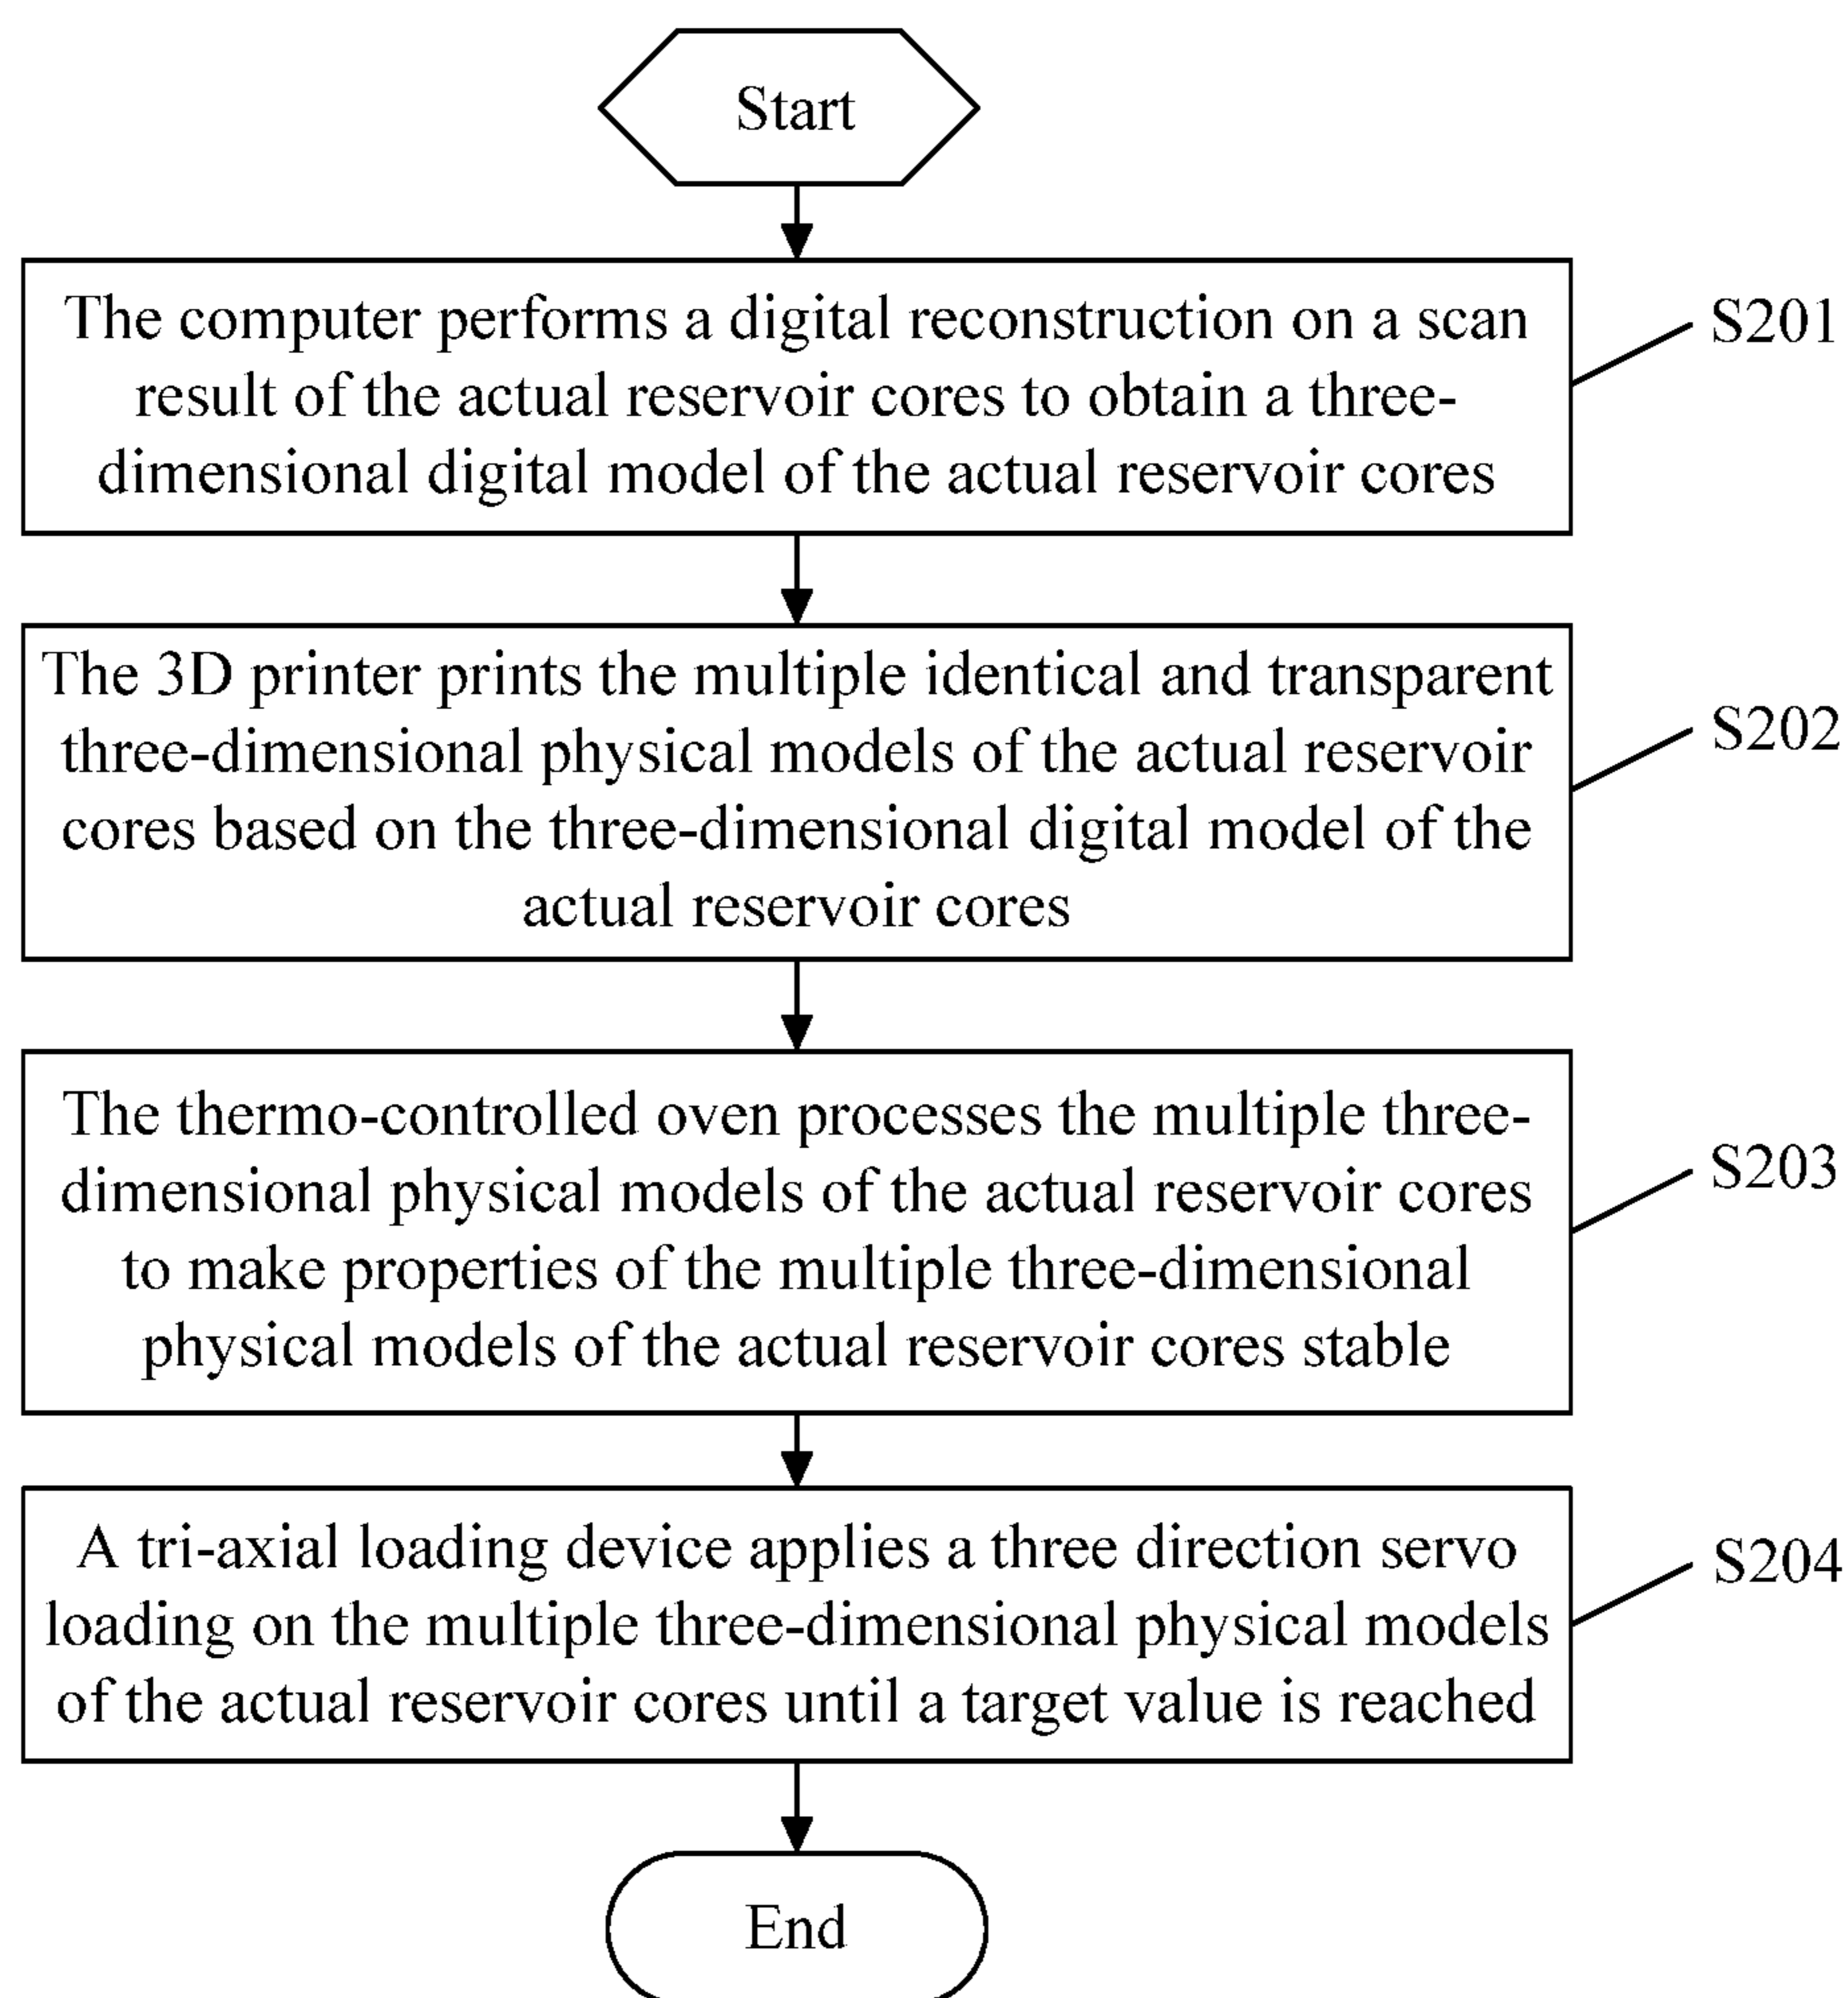 Start
The computer performs a digital reconstruction on a scan
result of the actual reservoir cores to obtain a three-
dimensional digital model of the actual reservoir cores
S201
The 3D printer prints the multiple identical and transparent
three-dimensional physical models of the actual reservoir
cores based on the three-dimensional digital model of the
actual reservoir cores
S202
The thermo-controlled oven processes the multiple three-
dimensional physical models of the actual reservoir cores
to make properties of the multiple three-dimensional
physical models of the actual reservoir cores stable
S203
A tri-axial loading device applies a three direction servo
loading on the multiple three-dimensional physical models
of the actual reservoir cores until a target value is reached
S204
End